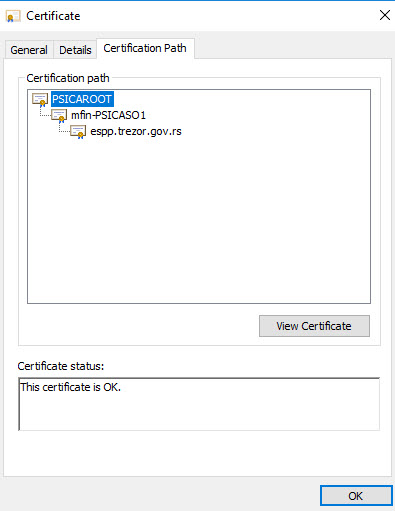 Certificate
General Details Certification Path
Certification path
PSICAROOT
mfin-PSICASO1
espp.trezor.gov.rs
View Certificate
Certificate status:
This certificate is OK.
OK